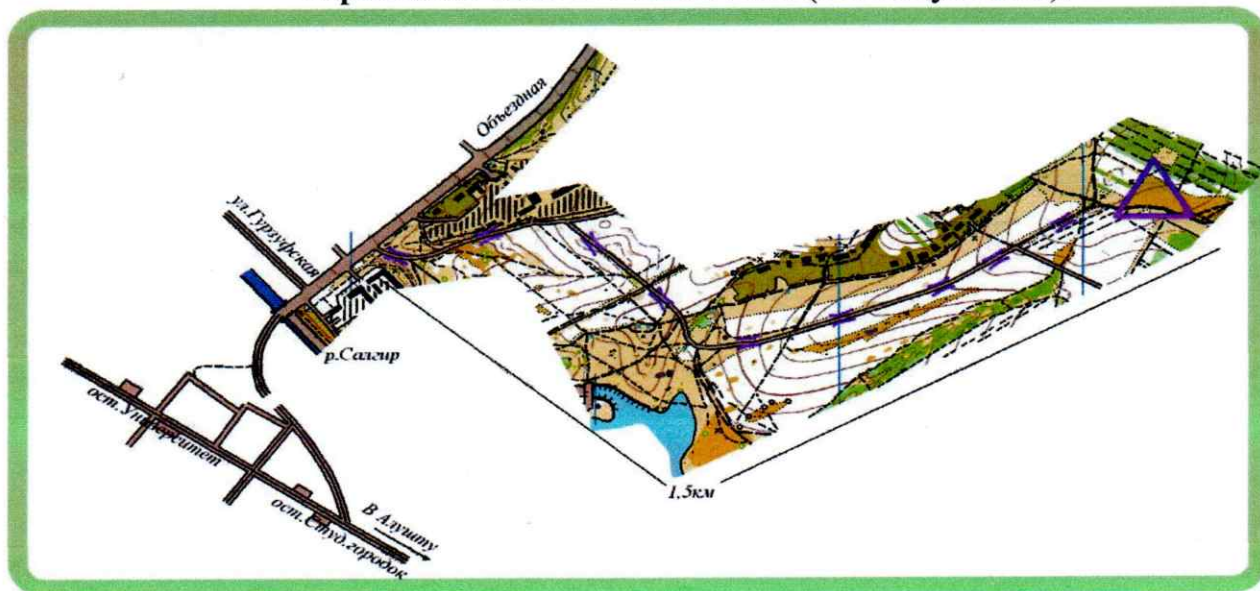 Объездная
ул.Гурзуфская
р.Салгир
ост.Университет
ост.Студ.городок
В Алушту
1,5км